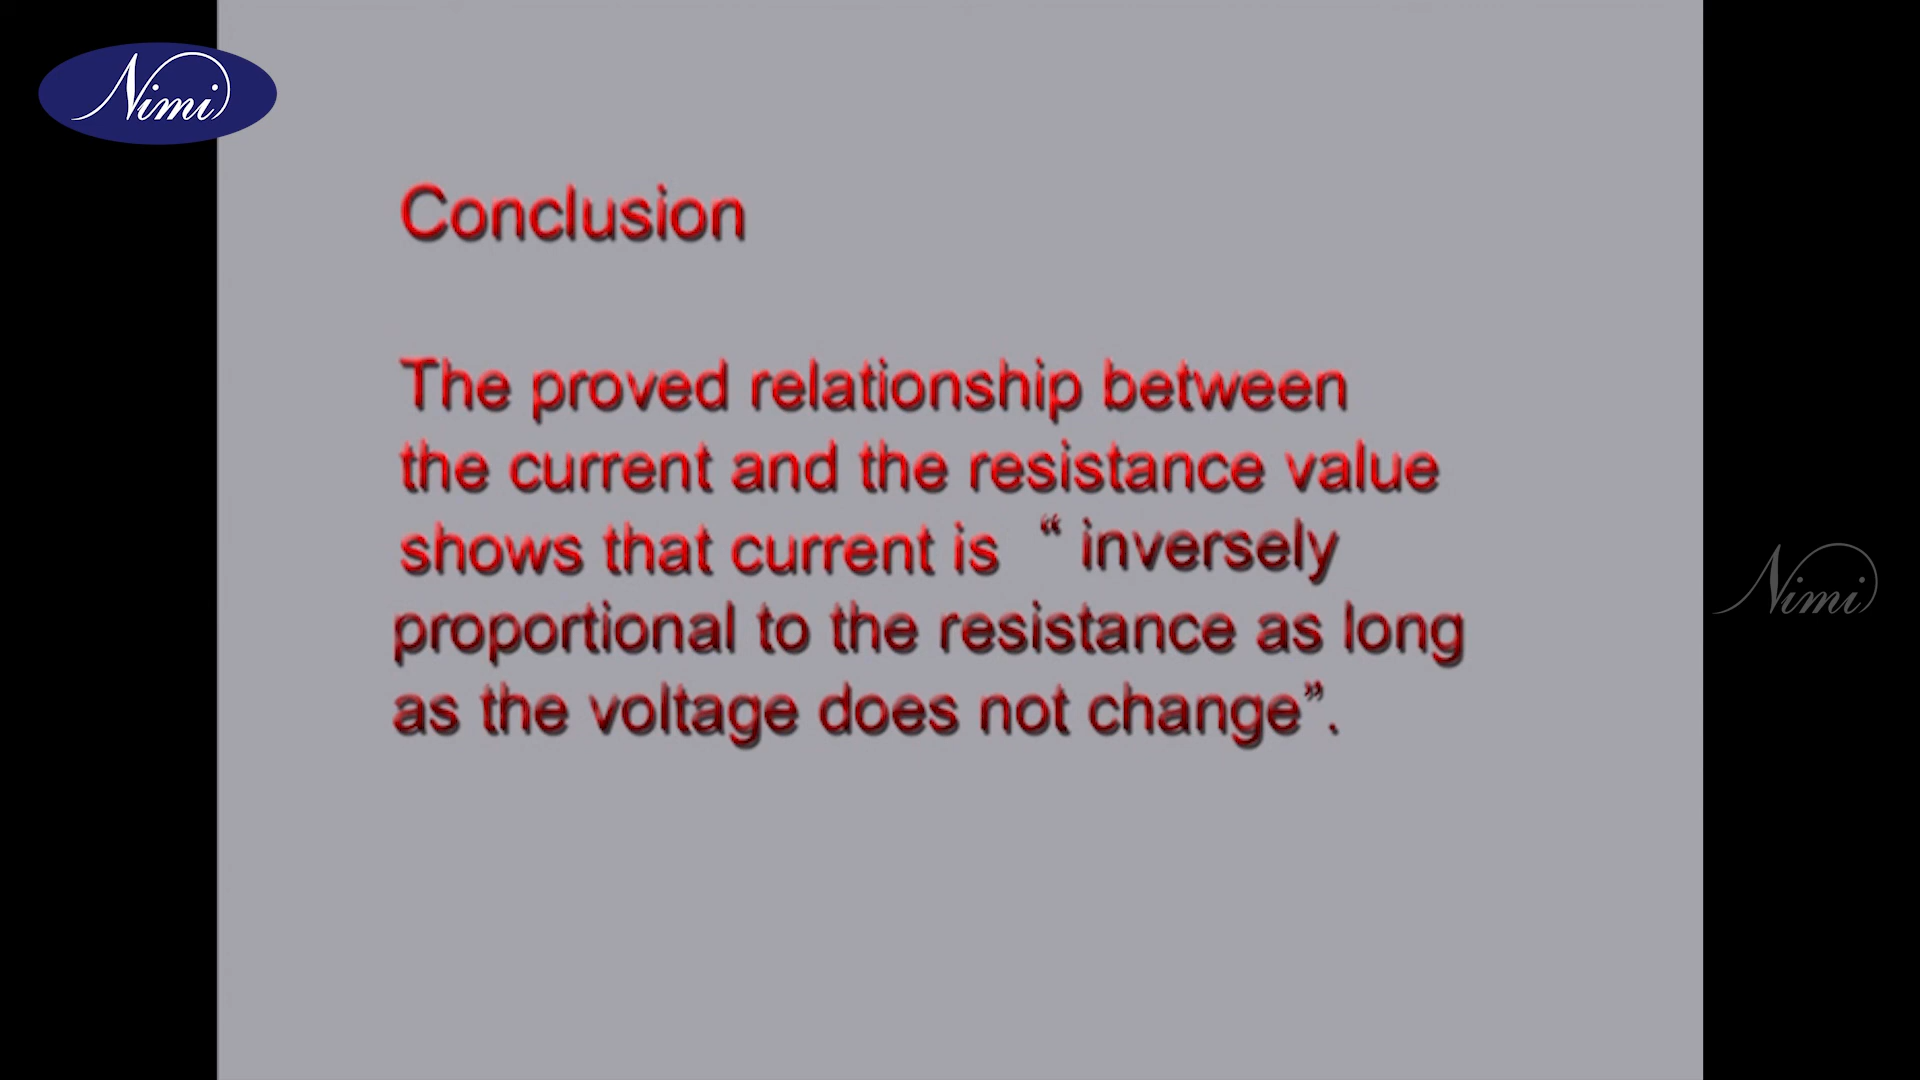 Nimi
Conclusion
The proved relationship between
the current and the resistance value
shows that current is “ inversely
proportional to the resistance as long
as the voltage does not change”.
Nimi